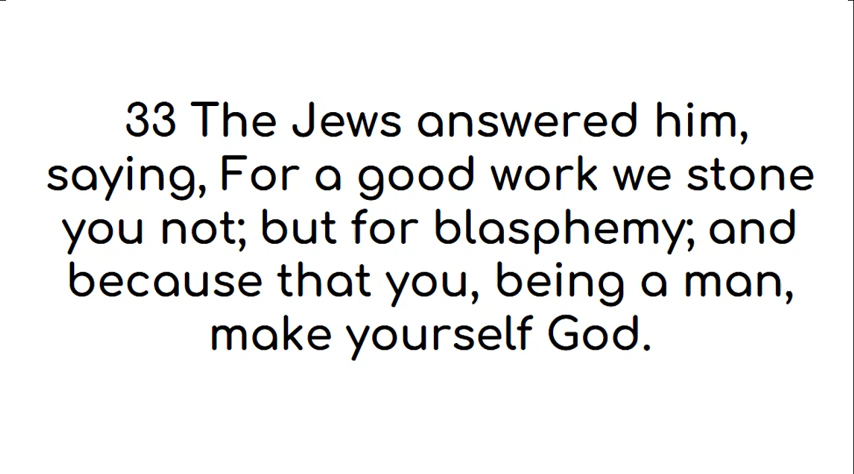 33 The Jews answered him,
saying, For a good work we stone
you not; but for blasphemy; and
because that you, being a man,
make yourself God.